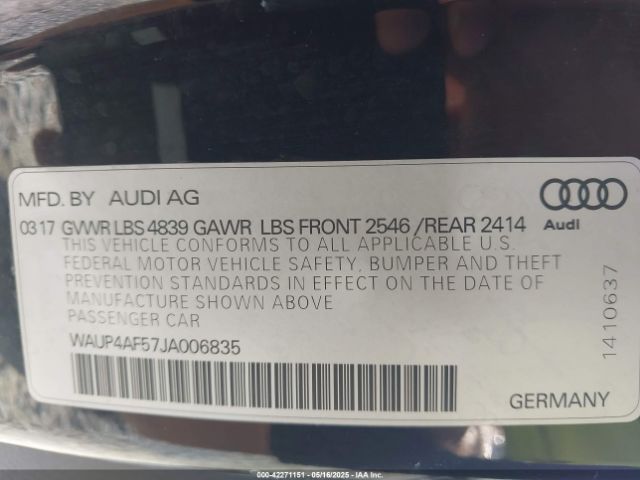 MFD. BY AUDI AG
0317 GVWR LBS 4839 GAWR LBS FRONT 2546 /REAR 2414
Audi
THIS VEHICLE CONFORMS TO ALL APPLICABLE U.S.
FEDERAL MOTOR VEHICLE SAFETY, BUMPER AND THEFT
PREVENTION STANDARDS IN EFFECT ON THE DATE OF
MANUFACTURE SHOWN ABOVE
PASSENGER CAR
WAUP4AF57JA006835
1410637
GERMANY
000-42271151 - 05/16/2025 - IAA Inc.